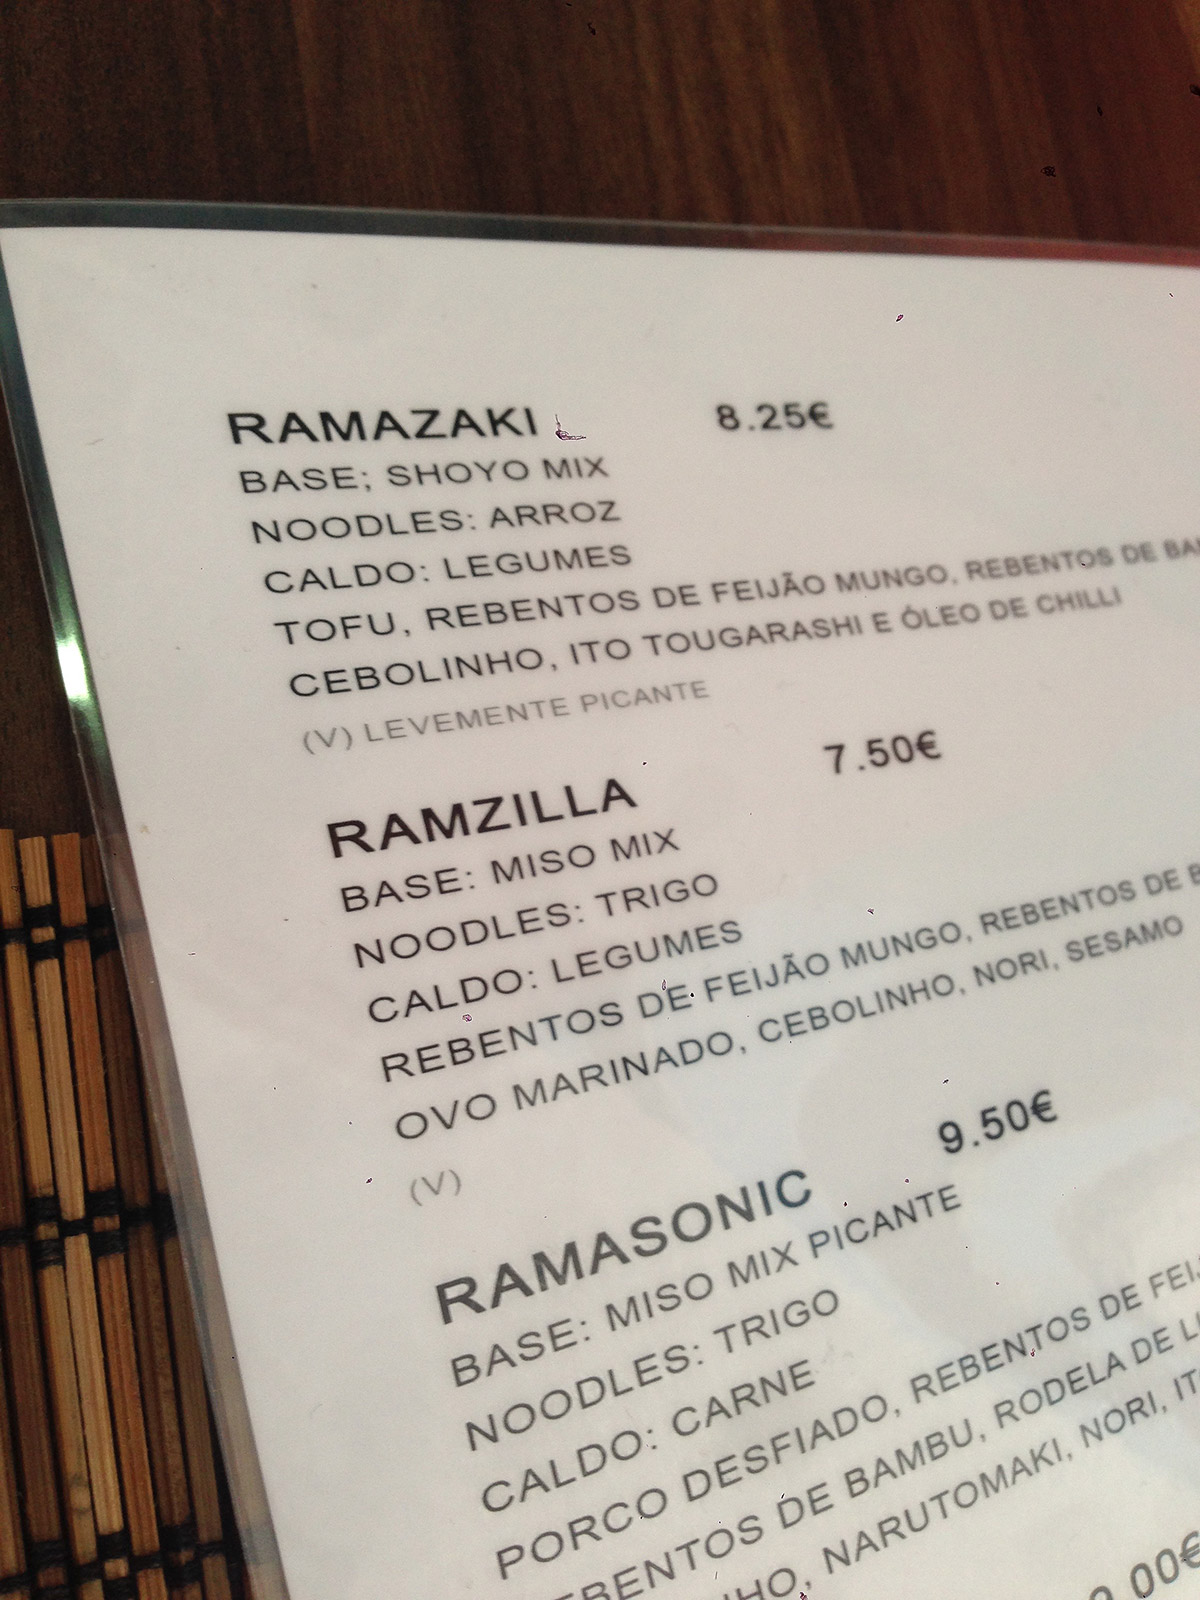 RAMAZAKI 8.25€
BASE; SHOYO MIX
NOODLES: ARROZ
CALDO: LEGUMES
TOFU, REBENTOS DE FEIJÃO MUNGO, REBENTOS DE
CEBOLINHO, ITO TOUGARASHI E ÓLEO DE CHILLI
(V) LEVEMENTE PICANTE
RAMZILLA 7.50€
BASE: MISO MIX
NOODLES: TRIGO
CALDO: LEGUMES
REBENTOS DE FEIJÃO MUNGO, REBENTOS DE
OVO MARINADO, CEBOLINHO, NORI, SESAMO
(V)
RAMASONIC 9.50€
BASE: MISO MIX PICANTE
NOODLES: TRIGO
CALDO: CARNE
PORCO DESFIADO, REBENTOS DE
DE BAMBU, RODELA DE
NARUTOMAKI, NORI,